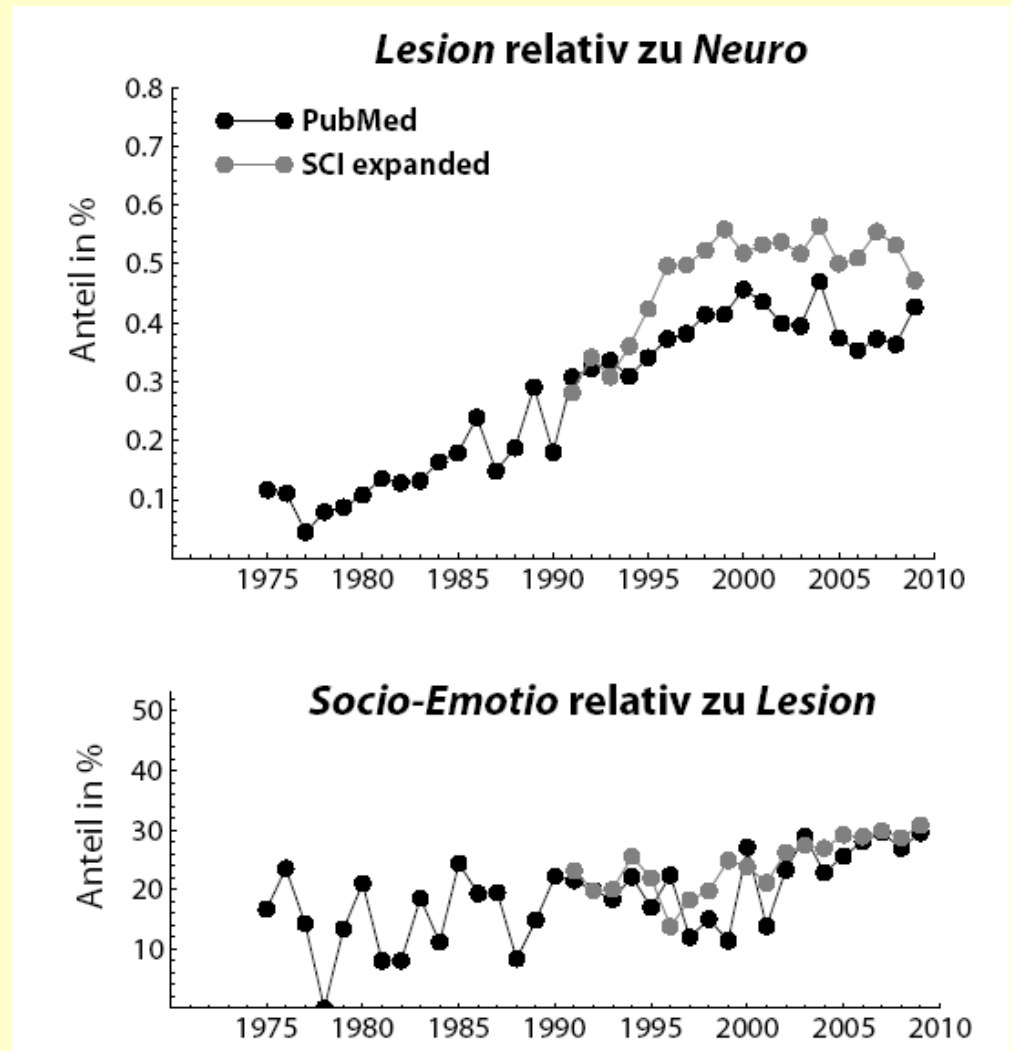 Lesion relativ zu Neuro
0.8
PubMed
0.7
SCI expanded
0.6
Anteil in %
0.5
0.4
0.3
0.2
0.1
1975 1980 1985 1990 1995 2000 2005 2010
Socio-Emotio relativ zu Lesion
50
Anteil in %
40
30
20
10
1975 1980 1985 1990 1995 2000 2005 2010